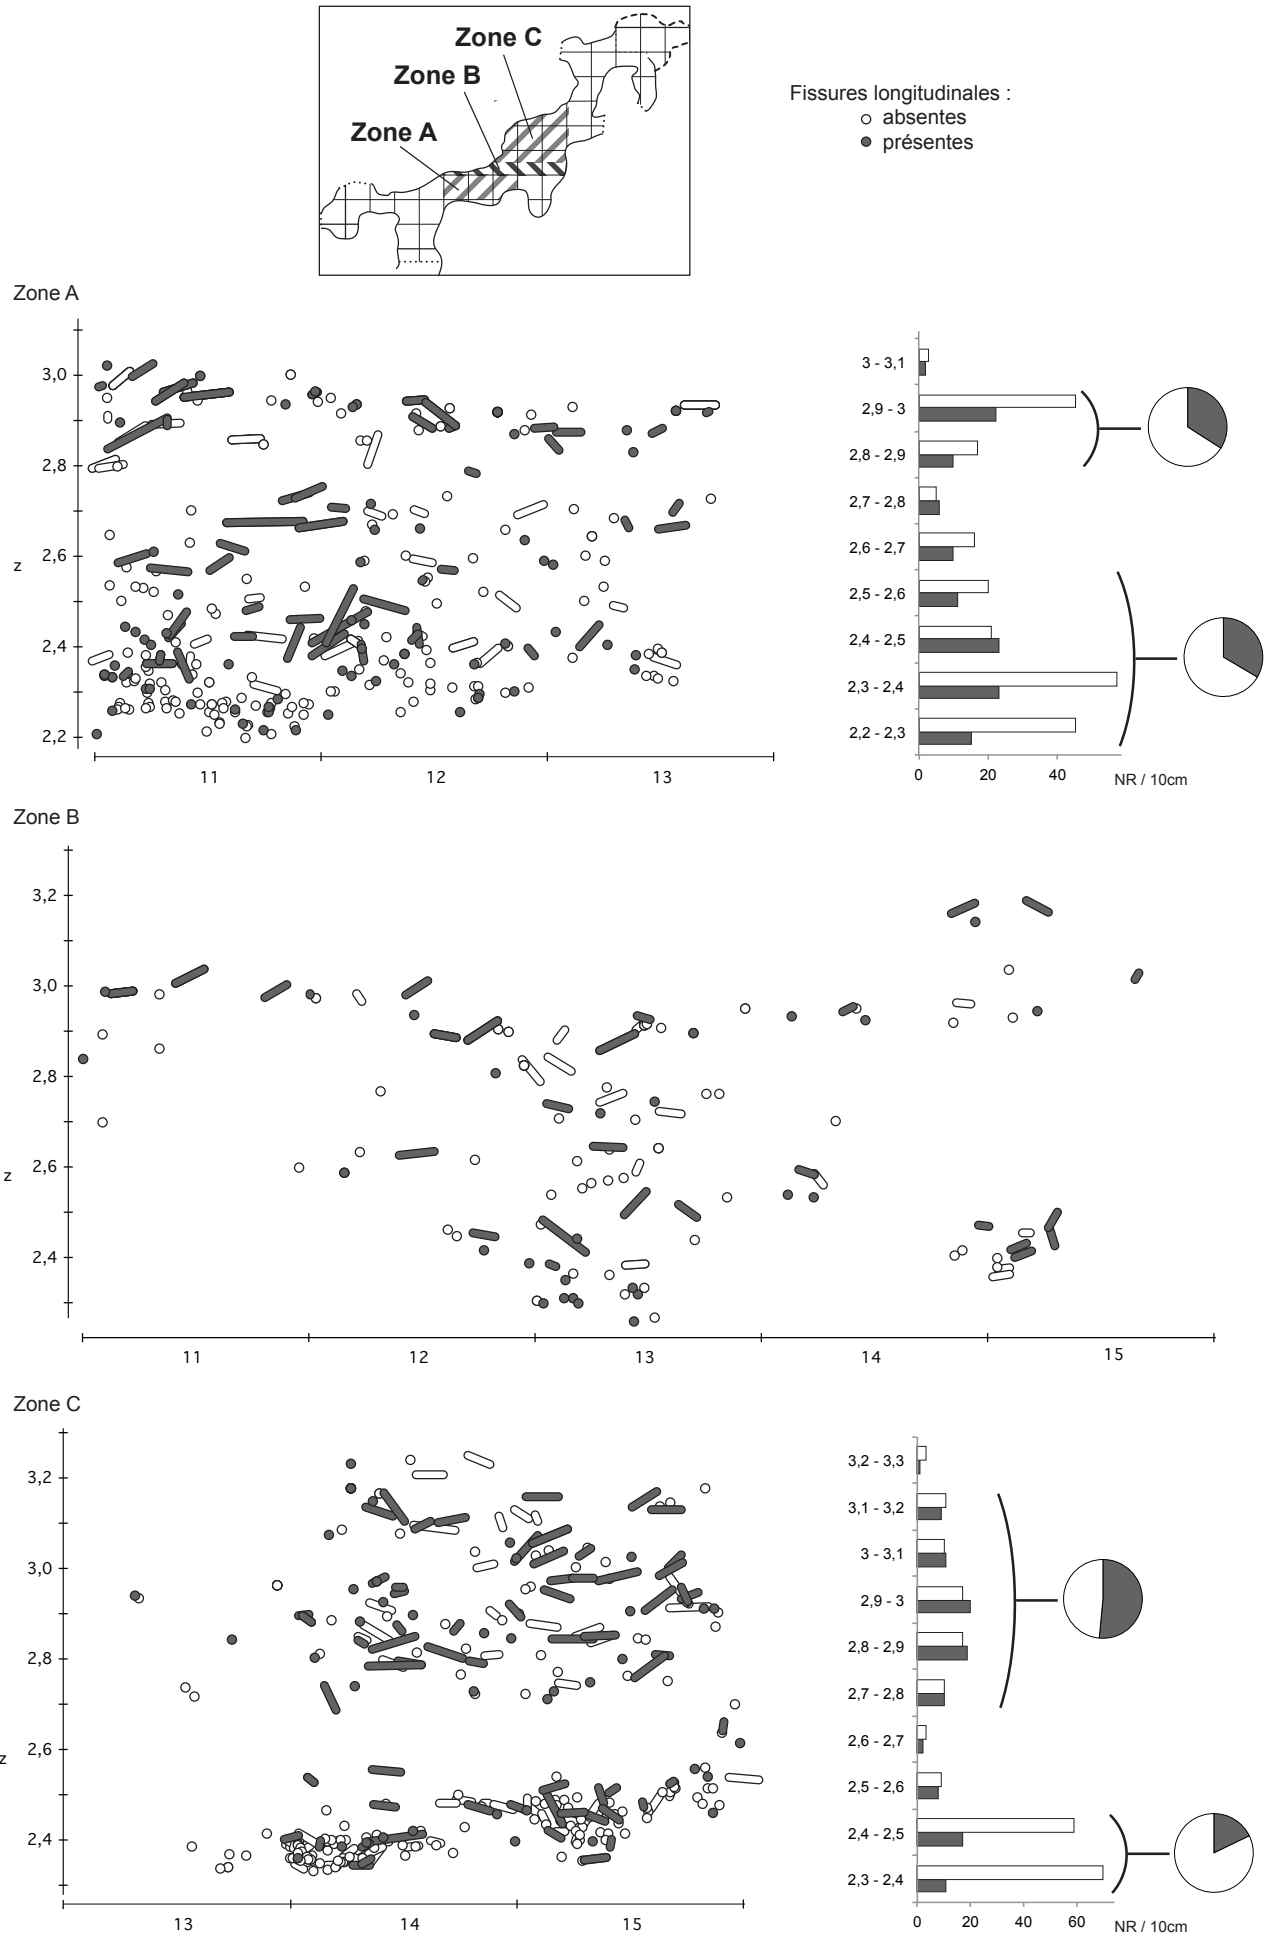 Zone C
Zone B
Zone A
Fissures longitudinales :
absentes
présentes
Zone A
3,0
2,8
2,6
z
2,4
2,2
11 12 13
3 - 3,1
2,9 - 3
2,8 - 2,9
2,7 - 2,8
2,6 - 2,7
2,5 - 2,6
2,4 - 2,5
2,3 - 2,4
2,2 - 2,3
0 20 40 NR / 10cm
Zone B
3,2
3,0
2,8
2,6
z
2,4
11 12 13 14 15
Zone C
3,2
3,0
2,8
2,6
z
2,4
13 14 15
3,2 - 3,3
3,1 - 3,2
3 - 3,1
2,9 - 3
2,8 - 2,9
2,7 - 2,8
2,6 - 2,7
2,5 - 2,6
2,4 - 2,5
2,3 - 2,4
0 20 40 60 NR / 10cm